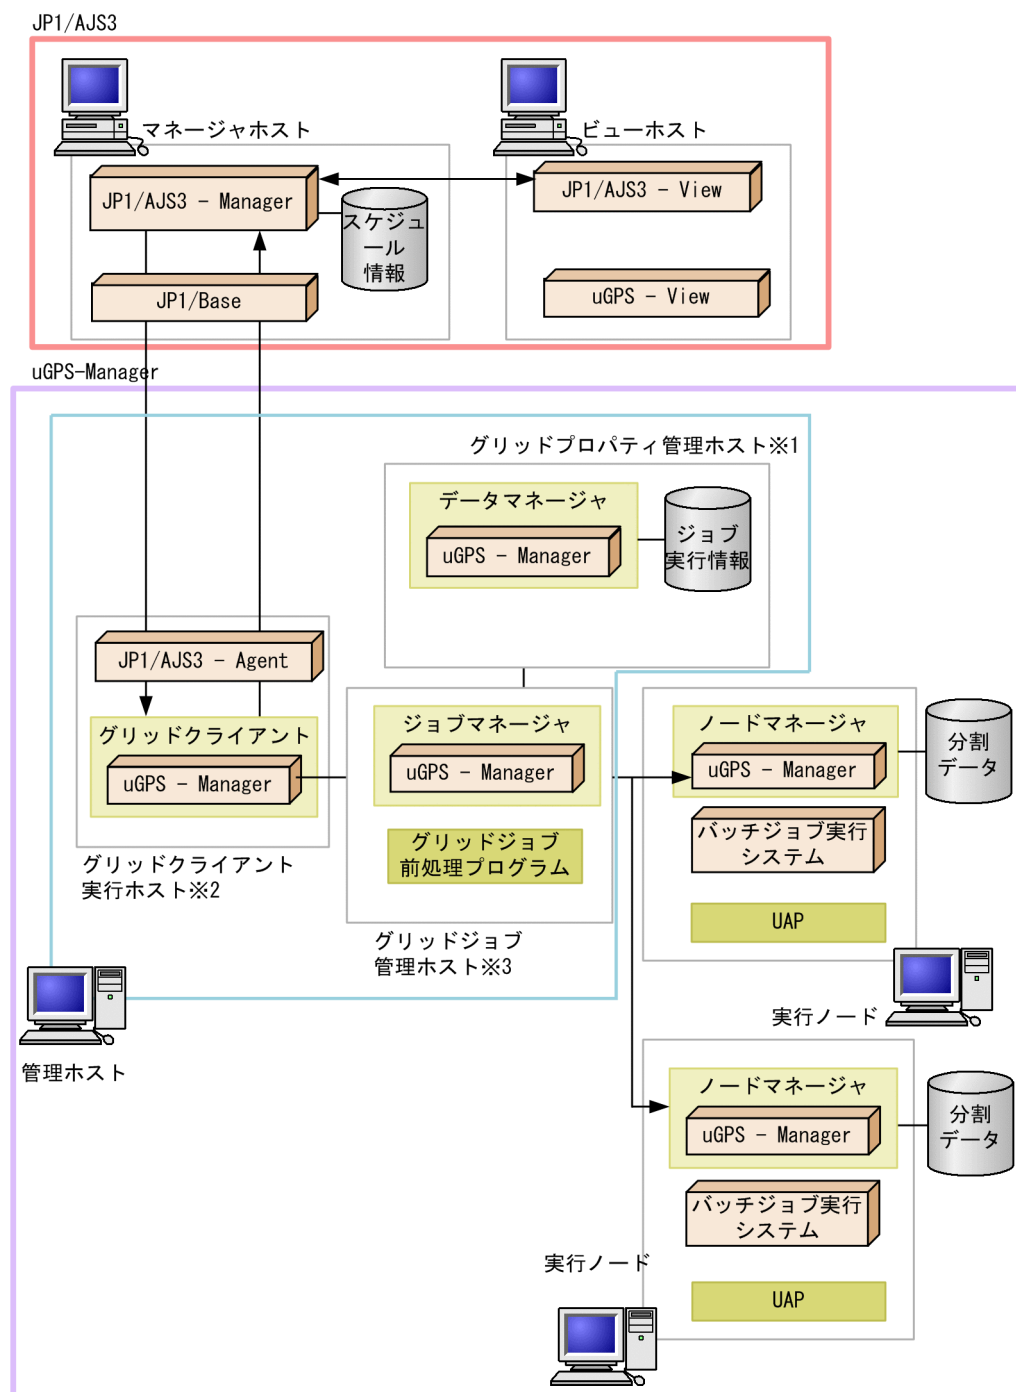 JP1/AJS3
マネージャホスト
ビューホスト
JP1/AJS3 - Manager
スケジュ
ール
情報
JP1/AJS3 - View
JP1/Base
uGPS - View
uGPS-Manager
グリッドプロパティ管理ホスト※1
データマネージャ
uGPS - Manager
ジョブ
実行情報
JP1/AJS3 - Agent
グリッドクライアント
uGPS - Manager
グリッドクライアント
実行ホスト※2
ジョブマネージャ
uGPS - Manager
グリッドジョブ
前処理プログラム
グリッドジョブ
管理ホスト※3
ノードマネージャ
uGPS - Manager
分割
データ
バッチジョブ実行
システム
UAP
実行ノード
管理ホスト
ノードマネージャ
uGPS - Manager
分割
データ
バッチジョブ実行
システム
UAP
実行ノード